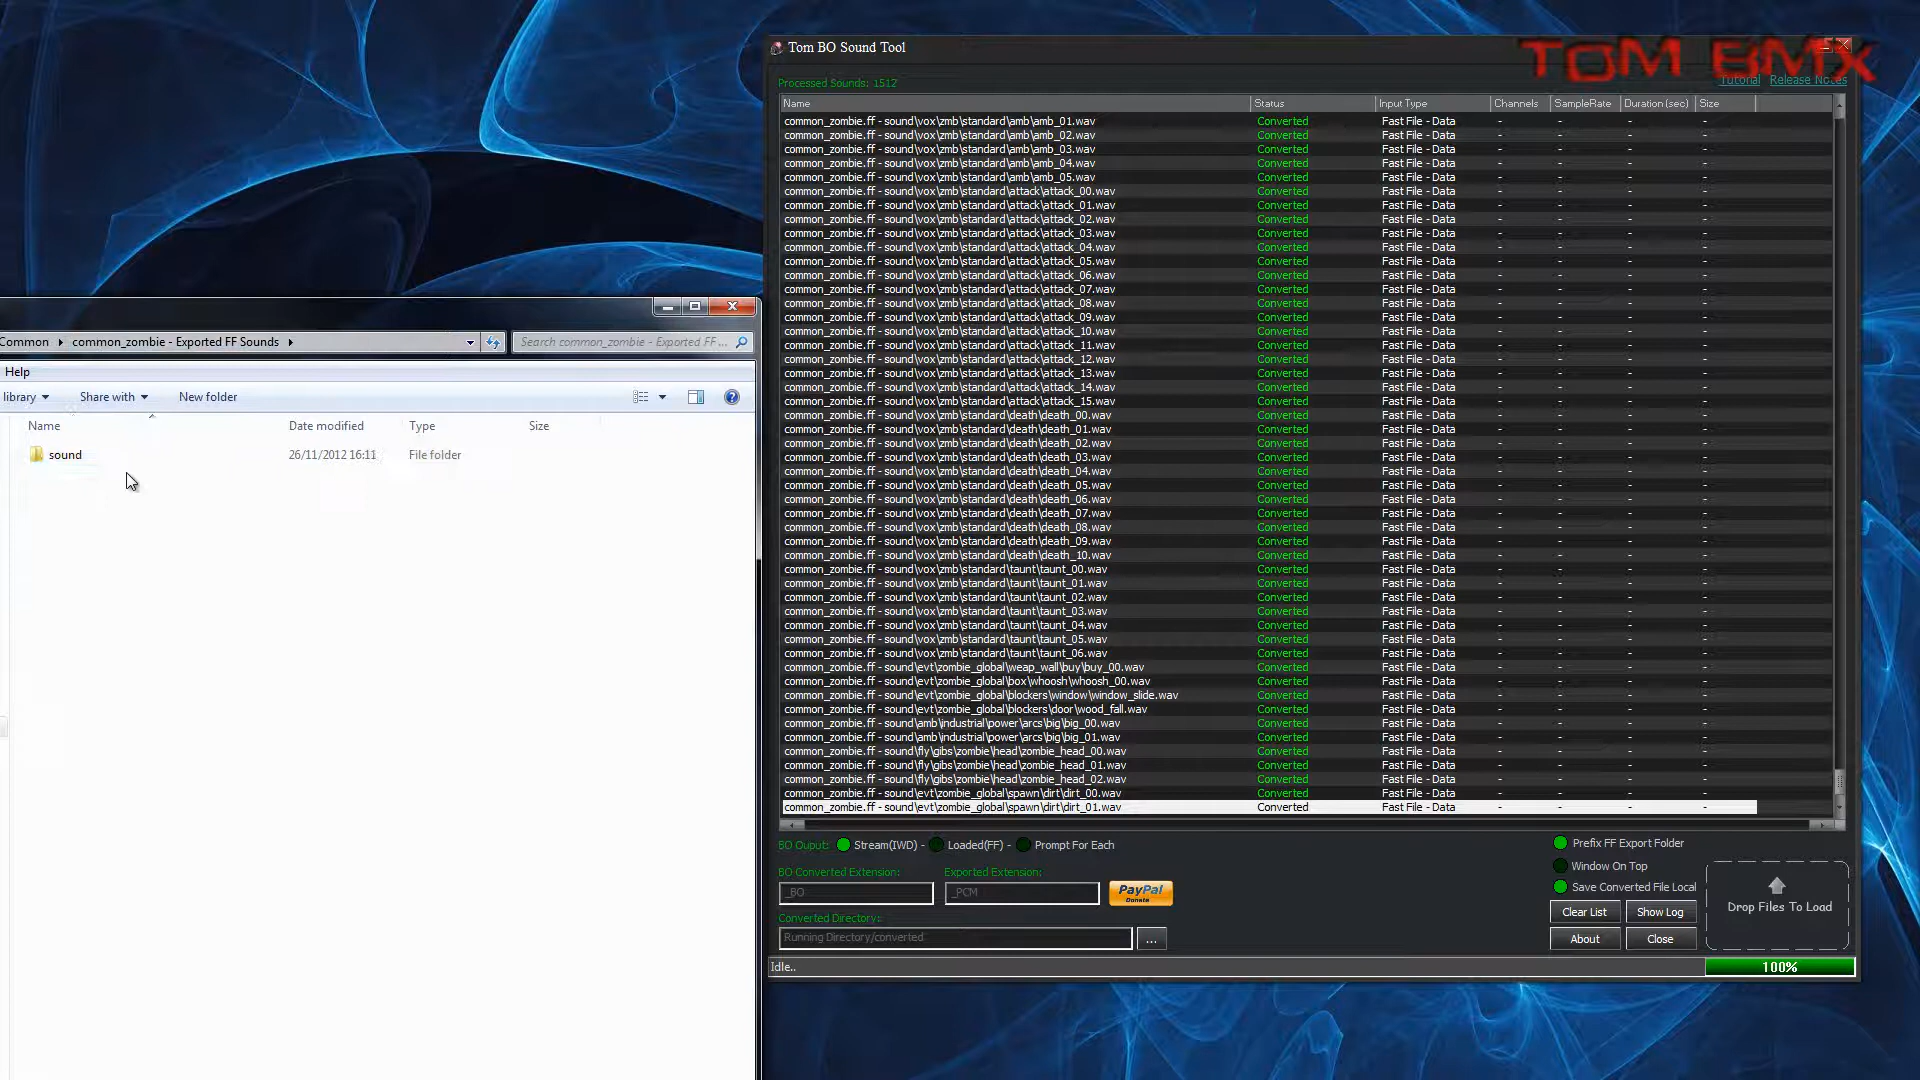 Tom BO Sound Tool
ToM BMX
Processed Sounds: 1512
Tutorial Release Notes
Name Status Input Type Channels SampleRate Duration (sec) Size
common_zombie.ff - sound\vox\zmb\standard\amb\amb_01.wav Converted Fast File - Data - - - -
common_zombie.ff - sound\vox\zmb\standard\amb\amb_02.wav Converted Fast File - Data - - - -
common_zombie.ff - sound\vox\zmb\standard\amb\amb_03.wav Converted Fast File - Data - - - -
common_zombie.ff - sound\vox\zmb\standard\amb\amb_04.wav Converted Fast File - Data - - - -
common_zombie.ff - sound\vox\zmb\standard\amb\amb_05.wav Converted Fast File - Data - - - -
common_zombie.ff - sound\vox\zmb\standard\attack\attack_00.wav Converted Fast File - Data - - - -
common_zombie.ff - sound\vox\zmb\standard\attack\attack_01.wav Converted Fast File - Data - - - -
common_zombie.ff - sound\vox\zmb\standard\attack\attack_02.wav Converted Fast File - Data - - - -
common_zombie.ff - sound\vox\zmb\standard\attack\attack_03.wav Converted Fast File - Data - - - -
common_zombie.ff - sound\vox\zmb\standard\attack\attack_04.wav Converted Fast File - Data - - - -
common_zombie.ff - sound\vox\zmb\standard\attack\attack_05.wav Converted Fast File - Data - - - -
common_zombie.ff - sound\vox\zmb\standard\attack\attack_06.wav Converted Fast File - Data - - - -
common_zombie.ff - sound\vox\zmb\standard\attack\attack_07.wav Converted Fast File - Data - - - -
common_zombie.ff - sound\vox\zmb\standard\attack\attack_08.wav Converted Fast File - Data - - - -
common_zombie.ff - sound\vox\zmb\standard\attack\attack_09.wav Converted Fast File - Data - - - -
common_zombie.ff - sound\vox\zmb\standard\attack\attack_10.wav Converted Fast File - Data - - - -
common_zombie.ff - sound\vox\zmb\standard\attack\attack_11.wav Converted Fast File - Data - - - -
common_zombie.ff - sound\vox\zmb\standard\attack\attack_12.wav Converted Fast File - Data - - - -
common_zombie.ff - sound\vox\zmb\standard\attack\attack_13.wav Converted Fast File - Data - - - -
common_zombie.ff - sound\vox\zmb\standard\attack\attack_14.wav Converted Fast File - Data - - - -
common_zombie.ff - sound\vox\zmb\standard\attack\attack_15.wav Converted Fast File - Data - - - -
common_zombie.ff - sound\vox\zmb\standard\death\death_00.wav Converted Fast File - Data - - - -
common_zombie.ff - sound\vox\zmb\standard\death\death_01.wav Converted Fast File - Data - - - -
common_zombie.ff - sound\vox\zmb\standard\death\death_02.wav Converted Fast File - Data - - - -
common_zombie.ff - sound\vox\zmb\standard\death\death_03.wav Converted Fast File - Data - - - -
common_zombie.ff - sound\vox\zmb\standard\death\death_04.wav Converted Fast File - Data - - - -
common_zombie.ff - sound\vox\zmb\standard\death\death_05.wav Converted Fast File - Data - - - -
common_zombie.ff - sound\vox\zmb\standard\death\death_06.wav Converted Fast File - Data - - - -
common_zombie.ff - sound\vox\zmb\standard\death\death_07.wav Converted Fast File - Data - - - -
common_zombie.ff - sound\vox\zmb\standard\death\death_08.wav Converted Fast File - Data - - - -
common_zombie.ff - sound\vox\zmb\standard\death\death_09.wav Converted Fast File - Data - - - -
common_zombie.ff - sound\vox\zmb\standard\death\death_10.wav Converted Fast File - Data - - - -
common_zombie.ff - sound\vox\zmb\standard\taunt\taunt_00.wav Converted Fast File - Data - - - -
common_zombie.ff - sound\vox\zmb\standard\taunt\taunt_01.wav Converted Fast File - Data - - - -
common_zombie.ff - sound\vox\zmb\standard\taunt\taunt_02.wav Converted Fast File - Data - - - -
common_zombie.ff - sound\vox\zmb\standard\taunt\taunt_03.wav Converted Fast File - Data - - - -
common_zombie.ff - sound\vox\zmb\standard\taunt\taunt_04.wav Converted Fast File - Data - - - -
common_zombie.ff - sound\vox\zmb\standard\taunt\taunt_05.wav Converted Fast File - Data - - - -
common_zombie.ff - sound\vox\zmb\standard\taunt\taunt_06.wav Converted Fast File - Data - - - -
common_zombie.ff - sound\evt\zombie_global\weap_wall\buy\buy_00.wav Converted Fast File - Data - - - -
common_zombie.ff - sound\evt\zombie_global\box\whoosh\whoosh_00.wav Converted Fast File - Data - - - -
common_zombie.ff - sound\evt\zombie_global\blockers\window\window_slide.wav Converted Fast File - Data - - - -
common_zombie.ff - sound\evt\zombie_global\blockers\door\wood_fall.wav Converted Fast File - Data - - - -
common_zombie.ff - sound\amb\industrial\power\arcs\big\big_00.wav Converted Fast File - Data - - - -
common_zombie.ff - sound\amb\industrial\power\arcs\big\big_01.wav Converted Fast File - Data - - - -
common_zombie.ff - sound\fly\gibs\zombie\head\zombie_head_00.wav Converted Fast File - Data - - - -
common_zombie.ff - sound\fly\gibs\zombie\head\zombie_head_01.wav Converted Fast File - Data - - - -
common_zombie.ff - sound\fly\gibs\zombie\head\zombie_head_02.wav Converted Fast File - Data - - - -
common_zombie.ff - sound\evt\zombie_global\spawn\dirt\dirt_00.wav Converted Fast File - Data - - - -
common_zombie.ff - sound\evt\zombie_global\spawn\dirt\dirt_01.wav Converted Fast File - Data - - - -
BO Ouput: Stream(IWD) - Loaded(FF) - Prompt For Each
BO Converted Extension: Exported Extension:
_BO _PCM PayPal Donate
Converted Directory:
Running Directory/converted ...
Prefix FF Export Folder
Window On Top
Save Converted File Local
Clear List Show Log
About Close
Drop Files To Load
Idle.. 100%
Common common_zombie - Exported FF Sounds Search common_zombie - Exported FF ...
Help
library Share with New folder
Name Date modified Type Size
sound 26/11/2012 16:11 File folder